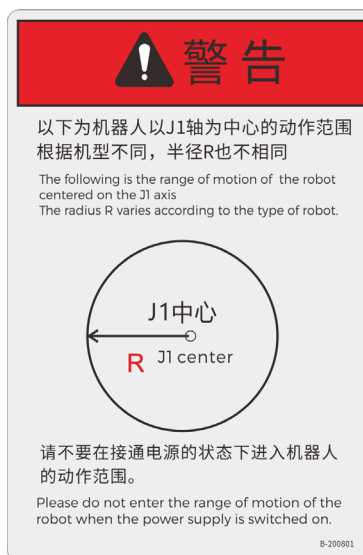 警告
以下为机器人以J1轴为中心的动作范围
根据机型不同，半径R也不相同
The following is the range of motion of the robot
centered on the J1 axis
The radius R varies according to the type of robot.
J1中心
R J1 center
请不要在接通电源的状态下进入机器人
的动作范围。
Please do not enter the range of motion of the
robot when the power supply is switched on.
B-200801